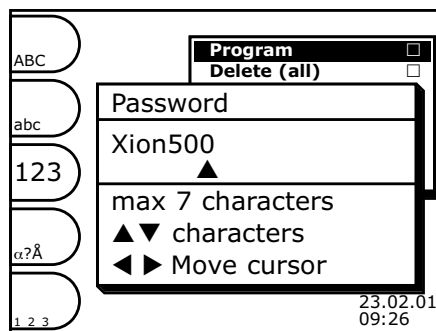 ABC
abc
123
α?Å
1 2 3
Program □
Delete (all) □
Password
Xion500
▲
max 7 characters
▲▼ characters
◀ ▶ Move cursor
23.02.01
09:26